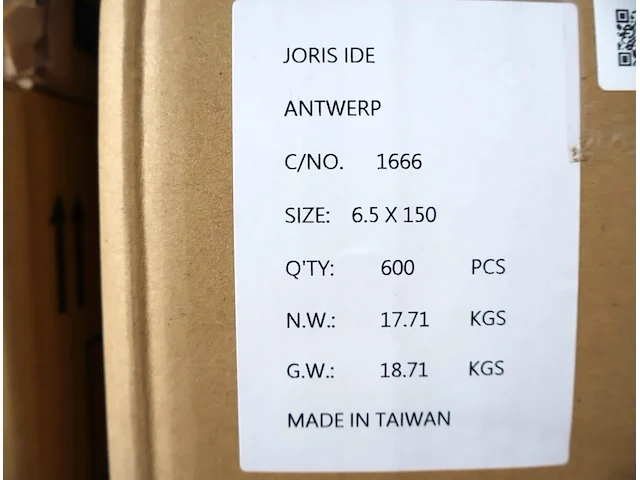 JORIS IDE
ANTWERP
C/NO. 1666
SIZE: 6.5 X 150
Q'TY: 600 PCS
N.W.: 17.71 KGS
G.W.: 18.71 KGS
MADE IN TAIWAN